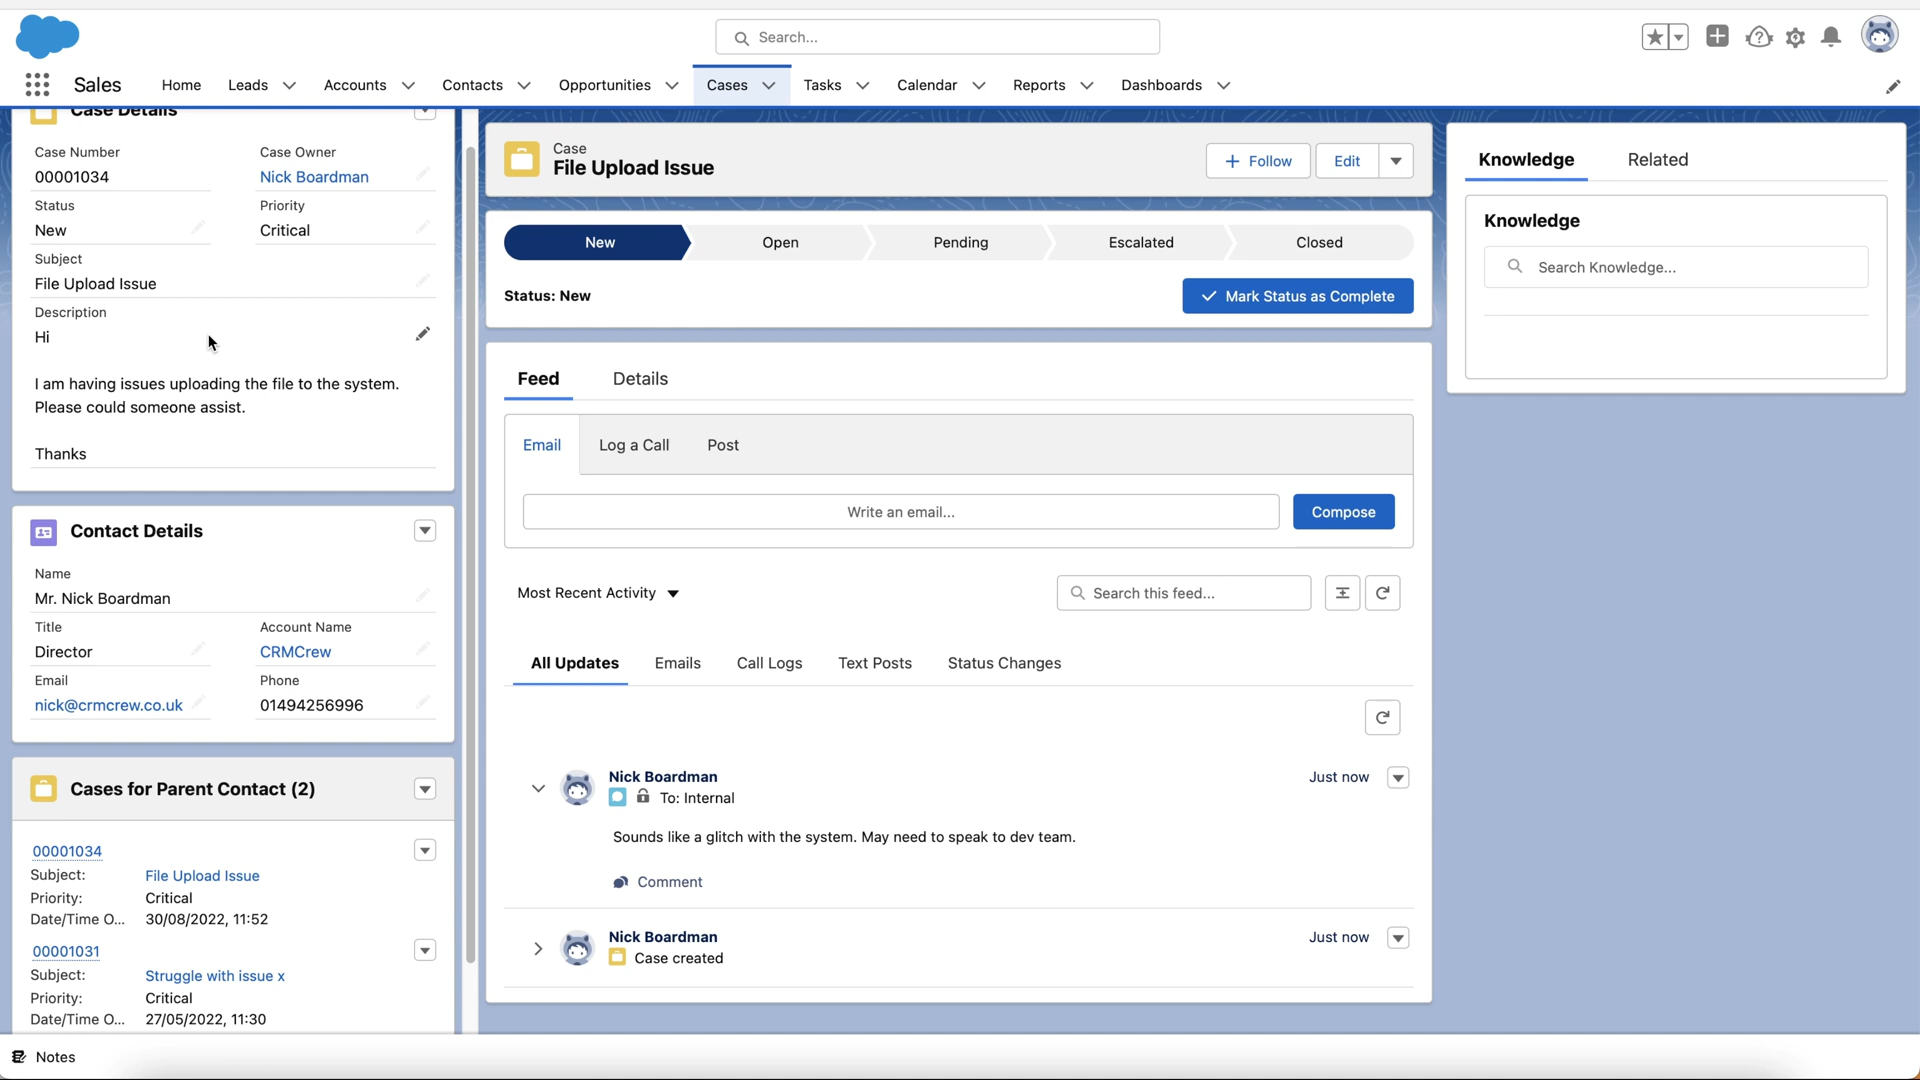 Search...
Sales
Home
Leads
Accounts
Contacts
Opportunities
Cases
Tasks
Calendar
Reports
Dashboards
Case Details
Case Number
Case Owner
00001034
Nick Boardman
Status
Priority
New
Critical
Subject
File Upload Issue
Description
Hi
I am having issues uploading the file to the system.
Please could someone assist.
Thanks
Contact Details
Name
Mr. Nick Boardman
Title
Account Name
Director
CRMCrew
Email
Phone
nick@crmcrew.co.uk
01494256996
Cases for Parent Contact (2)
00001034
Subject: File Upload Issue
Priority: Critical
Date/Time O... 30/08/2022, 11:52
00001031
Subject: Struggle with issue x
Priority: Critical
Date/Time O... 27/05/2022, 11:30
Notes
Case
File Upload Issue
Follow
Edit
New
Open
Pending
Escalated
Closed
Status: New
Mark Status as Complete
Feed
Details
Email
Log a Call
Post
Write an email...
Compose
Most Recent Activity
Search this feed...
All Updates
Emails
Call Logs
Text Posts
Status Changes
Nick Boardman
Just now
To: Internal
Sounds like a glitch with the system. May need to speak to dev team.
Comment
Nick Boardman
Just now
Case created
Knowledge
Related
Knowledge
Search Knowledge...